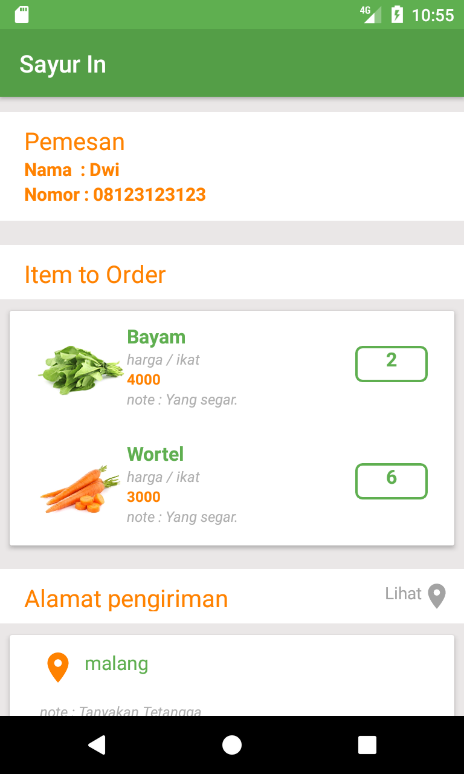 4G 10:55
Sayur In
Pemesan
Nama : Dwi
Nomor : 08123123123
Item to Order
Bayam
harga / ikat
4000
note : Yang segar.
2
Wortel
harga / ikat
3000
note : Yang segar.
6
Alamat pengiriman
Lihat
malang
note : Tanyakan Tetangga